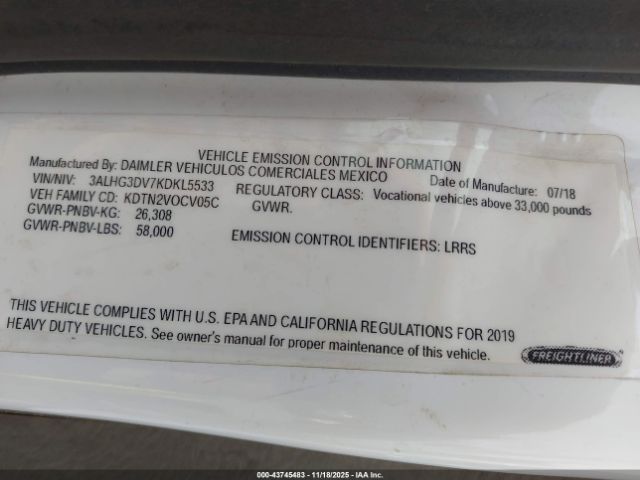 VEHICLE EMISSION CONTROL INFORMATION
Manufactured By: DAIMLER VEHICULOS COMERCIALES MEXICO Date of Manufacture: 07/18
VIN/NIV: 3ALHG3DV7KDKL5533 REGULATORY CLASS: Vocational vehicles above 33,000 pounds
VEH FAMILY CD: KDTN2VOCV05C GVWR.
GVWR-PNBV-KG: 26,308
GVWR-PNBV-LBS: 58,000 EMISSION CONTROL IDENTIFIERS: LRRS
THIS VEHICLE COMPLIES WITH U.S. EPA AND CALIFORNIA REGULATIONS FOR 2019
HEAVY DUTY VEHICLES. See owner's manual for proper maintenance of this vehicle.
FREIGHTLINER
000-43745483 - 11/18/2025 - IAA Inc.